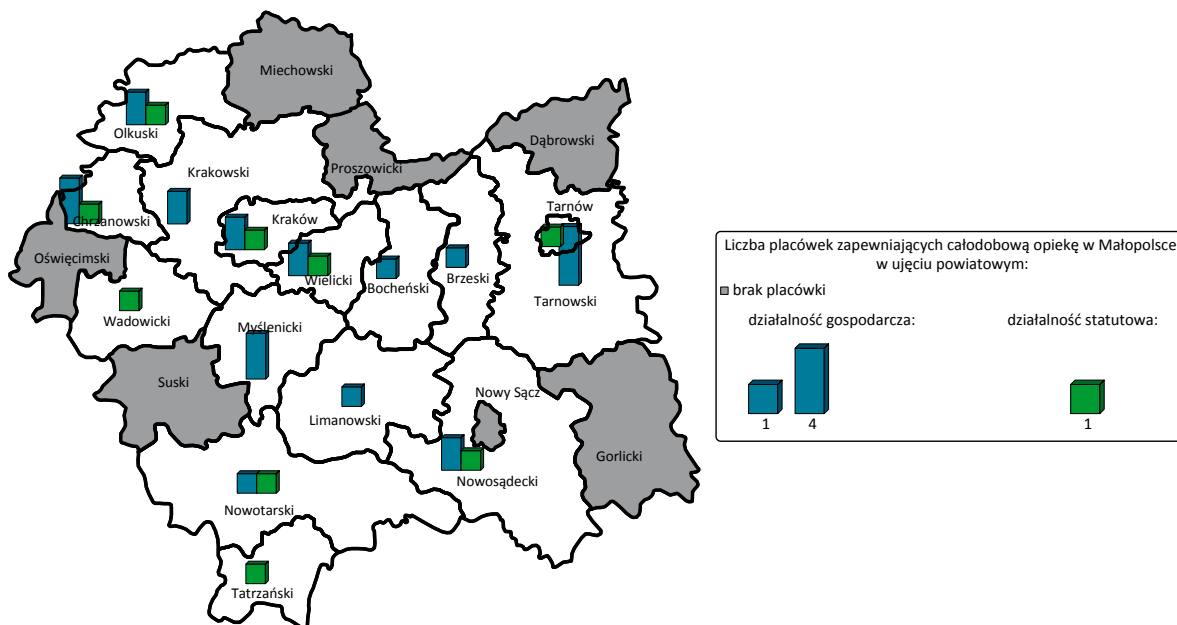 Miechowski
Olkuski
Dąbrowski
Proszowicki
Krakowski
Tarnów
Kraków
Chrzanowski
Oświęcimski
Wielicki
Bocheński
Brzeski
Tarnowski
Wadowicki
Myślenicki
Suski
Nowy Sącz
Limanowski
Gorlicki
Nowosądecki
Nowotarski
Tatrzański
Liczba placówek zapewniających całodobową opiekę w Małopolsce
w ujęciu powiatowym:
brak placówki
działalność gospodarcza: działalność statutowa:
1 4 1